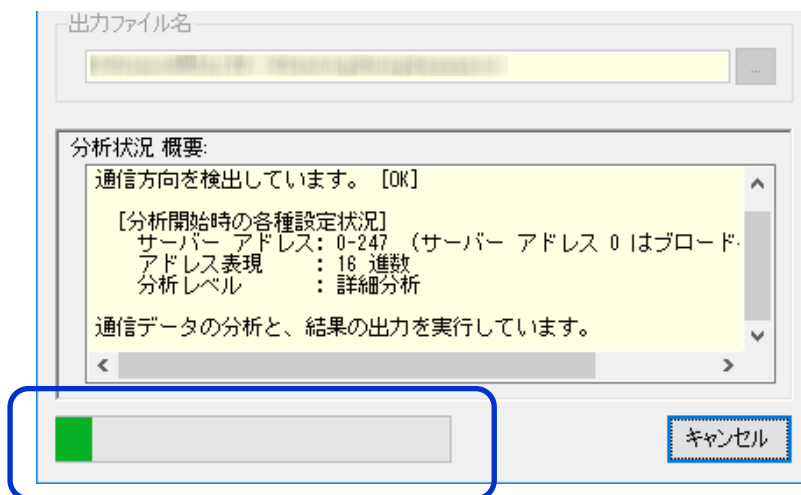 出力ファイル名
...
分析状況 概要:
通信方向を検出しています。 [OK]
[分析開始時の各種設定状況]
サーバー アドレス: 0-247 (サーバー アドレス 0 はブロード
アドレス表現 : 16 進数
分析レベル : 詳細分析
通信データの分析と、結果の出力を実行しています。
キャンセル